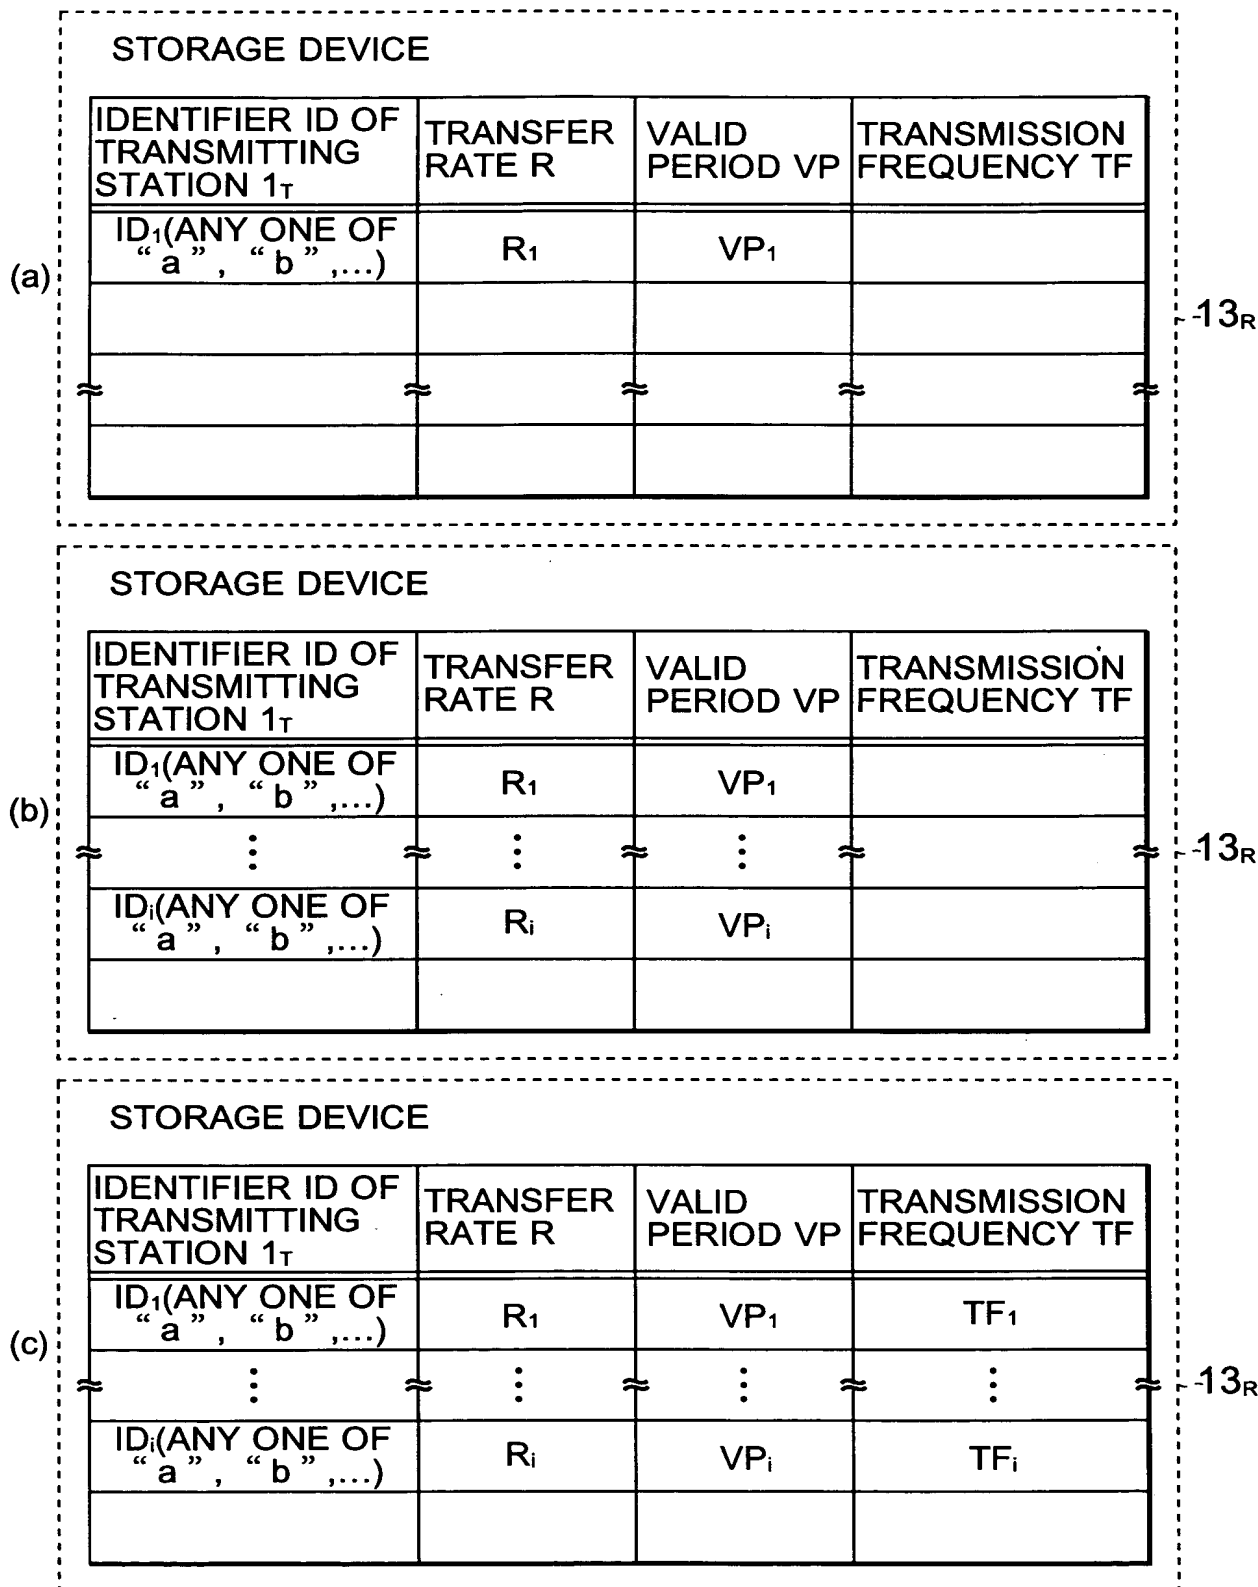 STORAGE DEVICE
IDENTIFIER ID OF TRANSMITTING STATION 1T
TRANSFER RATE R
VALID PERIOD VP
TRANSMISSION FREQUENCY TF
ID1(ANY ONE OF “a”, “b”,...)
R1
VP1
(a)
13R
STORAGE DEVICE
IDENTIFIER ID OF TRANSMITTING STATION 1T
TRANSFER RATE R
VALID PERIOD VP
TRANSMISSION FREQUENCY TF
ID1(ANY ONE OF “a”, “b”,...)
R1
VP1
(b)
13R
IDi(ANY ONE OF “a”, “b”,...)
Ri
VPi
STORAGE DEVICE
IDENTIFIER ID OF TRANSMITTING STATION 1T
TRANSFER RATE R
VALID PERIOD VP
TRANSMISSION FREQUENCY TF
ID1(ANY ONE OF “a”, “b”,...)
R1
VP1
TF1
(c)
13R
IDi(ANY ONE OF “a”, “b”,...)
Ri
VPi
TFi